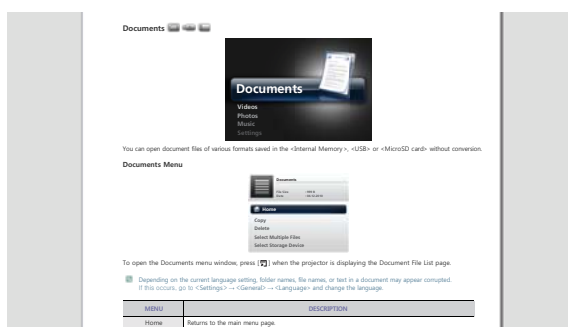 Documents
Documents
Videos
Photos
Music
Settings
You can open document files of various formats saved in the <Internal Memory>, <USB> or <MicroSD card> without conversion.
Documents Menu
Documents
File Size
Home
Copy
Delete
Select Multiple Files
Select Storage Device
To open the Documents menu window, press [ ] when the projector is displaying the Document File List page.
Depending on the current language setting, folder names, file names, or text in a document may appear corrupted.
If this occurs, go to <Settings> → <General> → <Language> and change the language.
MENU DESCRIPTION
Home Returns to the main menu page.